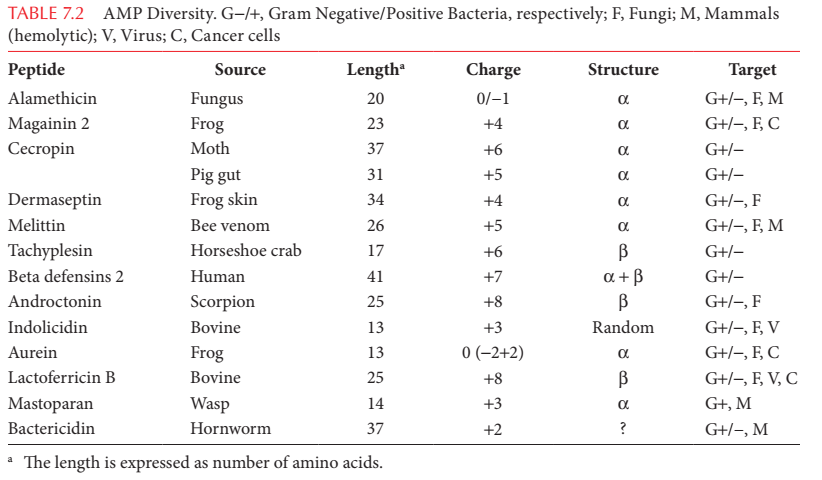 TABLE 7.2 AMP Diversity. G−/+, Gram Negative/Positive Bacteria, respectively; F, Fungi; M, Mammals
(hemolytic); V, Virus; C, Cancer cells
Peptide Source Lengthᵃ Charge Structure Target
Alamethicin Fungus 20 0/−1 α G+/−, F, M
Magainin 2 Frog 23 +4 α G+/−, F, C
Cecropin Moth 37 +6 α G+/−
Pig gut 31 +5 α G+/−
Dermaseptin Frog skin 34 +4 α G+/−, F
Melittin Bee venom 26 +5 α G+/−, F, M
Tachyplesin Horseshoe crab 17 +6 β G+/−
Beta defensins 2 Human 41 +7 α + β G+/−
Androctonin Scorpion 25 +8 β G+/−, F
Indolicidin Bovine 13 +3 Random G+/−, F, V
Aurein Frog 13 0 (−2+2) α G+/−, F, C
Lactoferricin B Bovine 25 +8 β G+/−, F, V, C
Mastoparan Wasp 14 +3 α G+, M
Bactericidin Hornworm 37 +2 ? G+/−, M
ᵃ The length is expressed as number of amino acids.